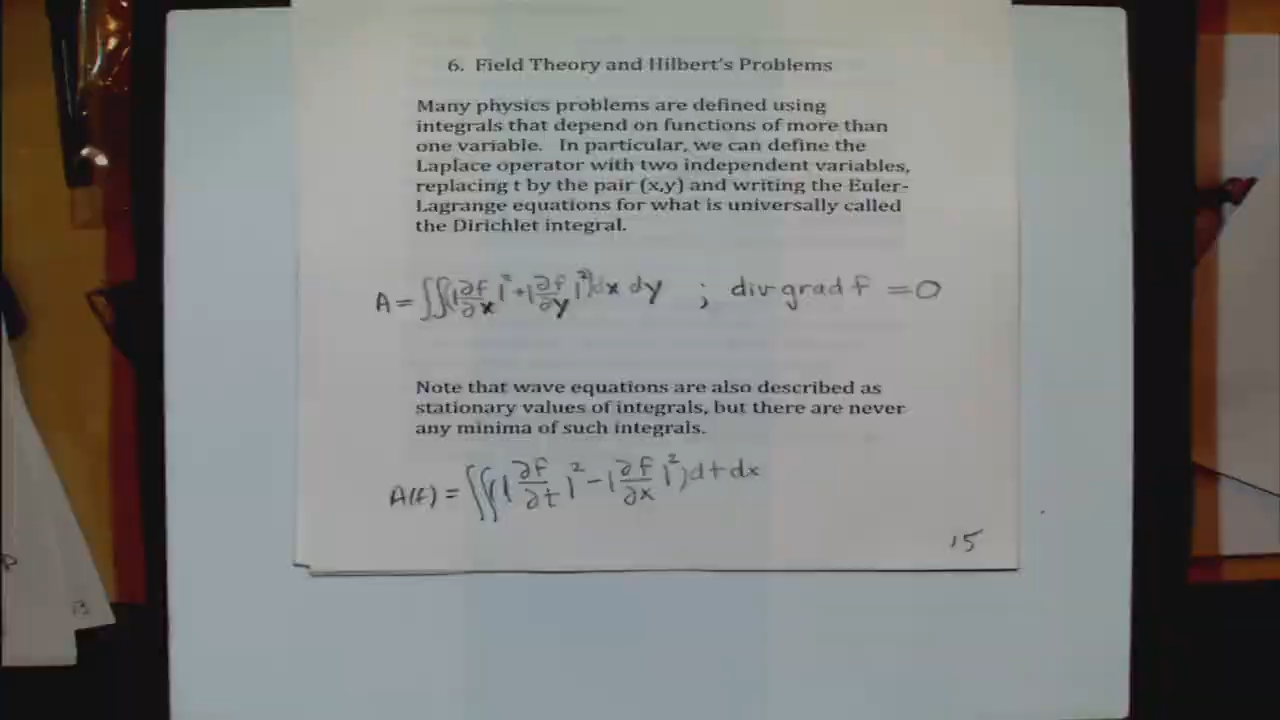 6. Field Theory and Hilbert's Problems
Many physics problems are defined using
integrals that depend on functions of more than
one variable. In particular, we can define the
Laplace operator with two independent variables,
replacing t by the pair (x,y) and writing the Euler-
Lagrange equations for what is universally called
the Dirichlet integral.
A = ∬(|∂f/∂x|² + |∂f/∂y|²)dx dy ; div grad f = 0
Note that wave equations are also described as
stationary values of integrals, but there are never
any minima of such integrals.
A(f) = ∬(|∂f/∂t|² - |∂f/∂x|²)dt dx
15
13